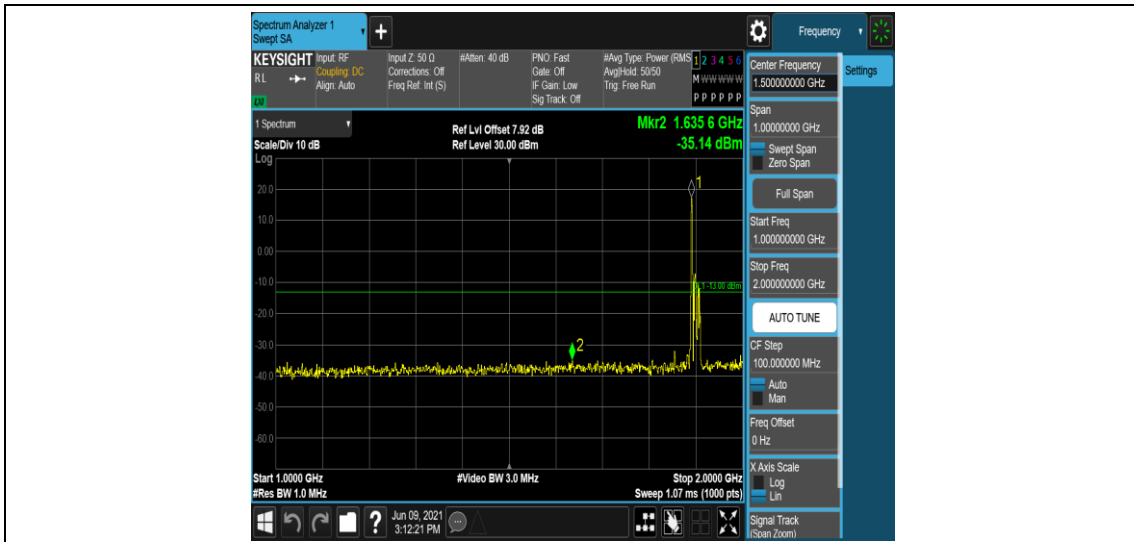 Spectrum Analyzer 1
Swept SA
+
Frequency
KEYSIGHT
RL
LXI
Input: RF
Coupling: DC
Align: Auto
Input Z: 50 Ω
Corrections: Off
Freq Ref: Int (S)
#Atten: 40 dB
PNO: Fast
Gate: Off
IF Gain: Low
Sig Track: Off
#Avg Type: Power (RMS
Avg|Hold: 50/50
Trig: Free Run
1 2 3 4 5 6
M W W W W W
P P P P P P
1 Spectrum
Scale/Div 10 dB
Log
Ref Lvl Offset 7.92 dB
Ref Level 30.00 dBm
Mkr2 1.635 6 GHz
-35.14 dBm
1
20.0
10.0
0.00
-10.0
-20.0
-30.0
-40.0
-50.0
-60.0
-13.00 dBm
2
Start 1.0000 GHz
#Res BW 1.0 MHz
#Video BW 3.0 MHz
Stop 2.0000 GHz
Sweep 1.07 ms (1000 pts)
Settings
Center Frequency
1.500000000 GHz
Span
1.00000000 GHz
Swept Span
Zero Span
Full Span
Start Freq
1.000000000 GHz
Stop Freq
2.000000000 GHz
AUTO TUNE
CF Step
100.000000 MHz
Auto
Man
Freq Offset
0 Hz
X Axis Scale
Log
Lin
Signal Track
(Span Zoom)
?
Jun 09, 2021
3:12:21 PM